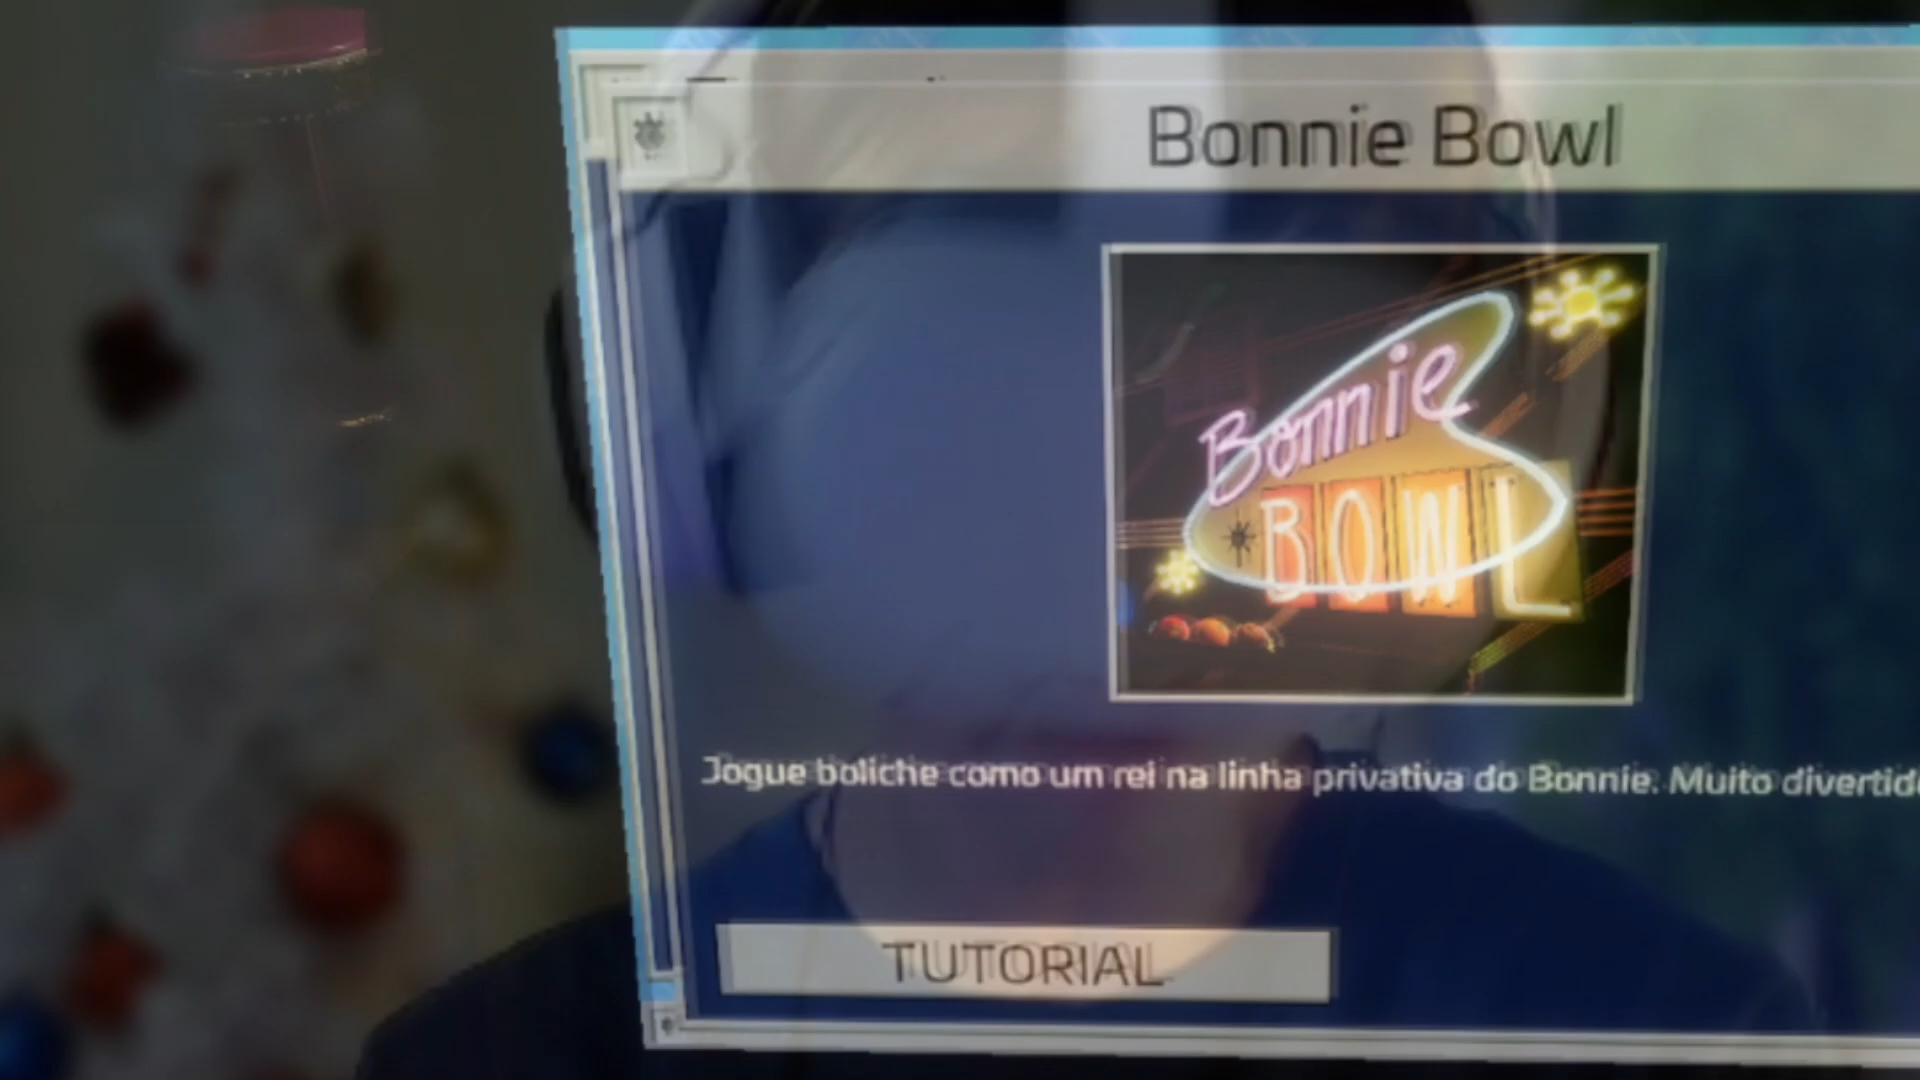 Bonnie Bowl
Bonnie
BOWL
Jogue boliche como um rei na linha privativa do Bonnie. Muito
TUTORIAL